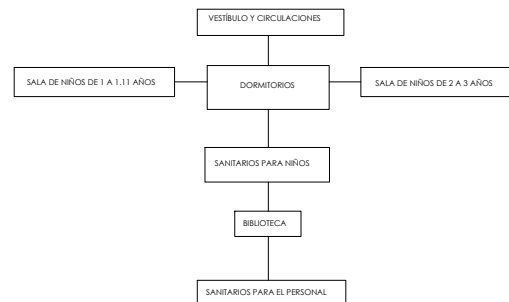 VESTÍBULO Y CIRCULACIONES
SALA DE NIÑOS DE 1 A 1.11 AÑOS
DORMITORIOS
SALA DE NIÑOS DE 2 A 3 AÑOS
SANITARIOS PARA NIÑOS
BIBLIOTECA
SANITARIOS PARA EL PERSONAL